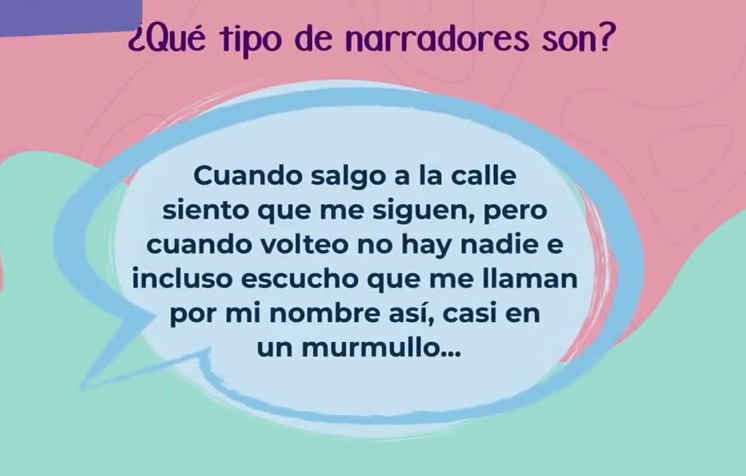 ¿Qué tipo de narradores son?
Cuando salgo a la calle
siento que me siguen, pero
cuando volteo no hay nadie e
incluso escucho que me llaman
por mi nombre así, casi en
un murmullo...